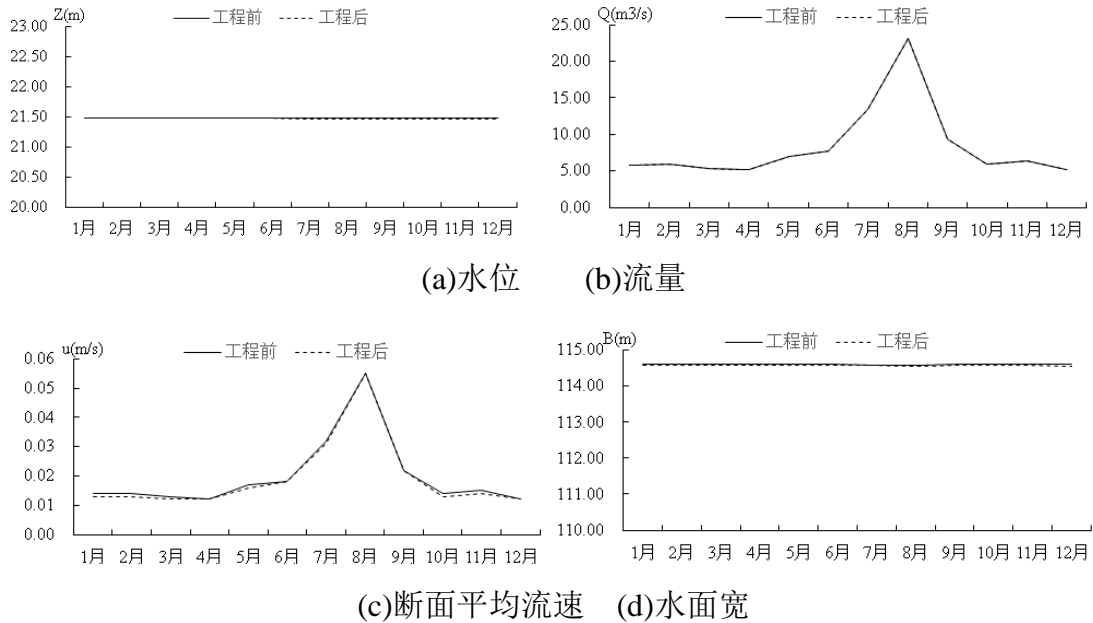 Z(m) 工程前 工程后
23.00
22.50
22.00
21.50
21.00
20.50
20.00
1月 2月 3月 4月 5月 6月 7月 8月 9月 10月 11月 12月
Q(m3/s) 工程前 工程后
25.00
20.00
15.00
10.00
5.00
0.00
1月 2月 3月 4月 5月 6月 7月 8月 9月 10月 11月 12月
(a)水位 (b)流量
u(m/s) 工程前 工程后
0.06
0.05
0.04
0.03
0.02
0.01
0.00
1月 2月 3月 4月 5月 6月 7月 8月 9月 10月 11月 12月
B(m) 工程前 工程后
115.00
114.00
113.00
112.00
111.00
110.00
1月 2月 3月 4月 5月 6月 7月 8月 9月 10月 11月 12月
(c)断面平均流速 (d)水面宽